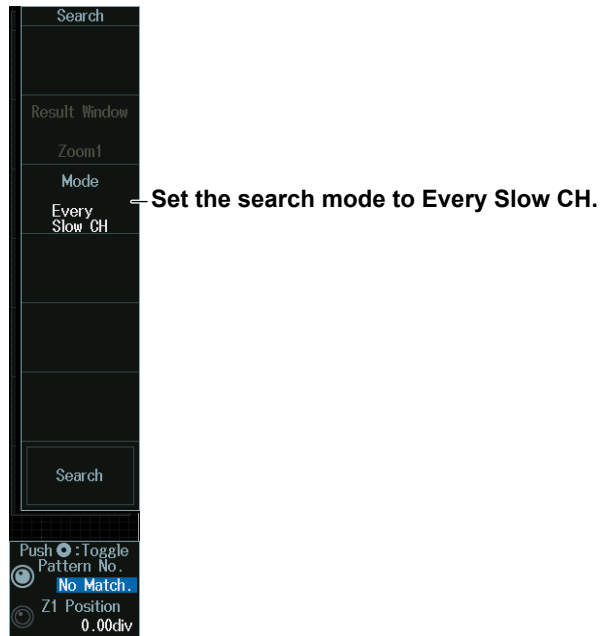 Search
Result Window
Zoom1
Mode
Every
Slow CH
Set the search mode to Every Slow CH.
Search
Push :Toggle
Pattern No.
No Match.
Z1 Position
0.00div